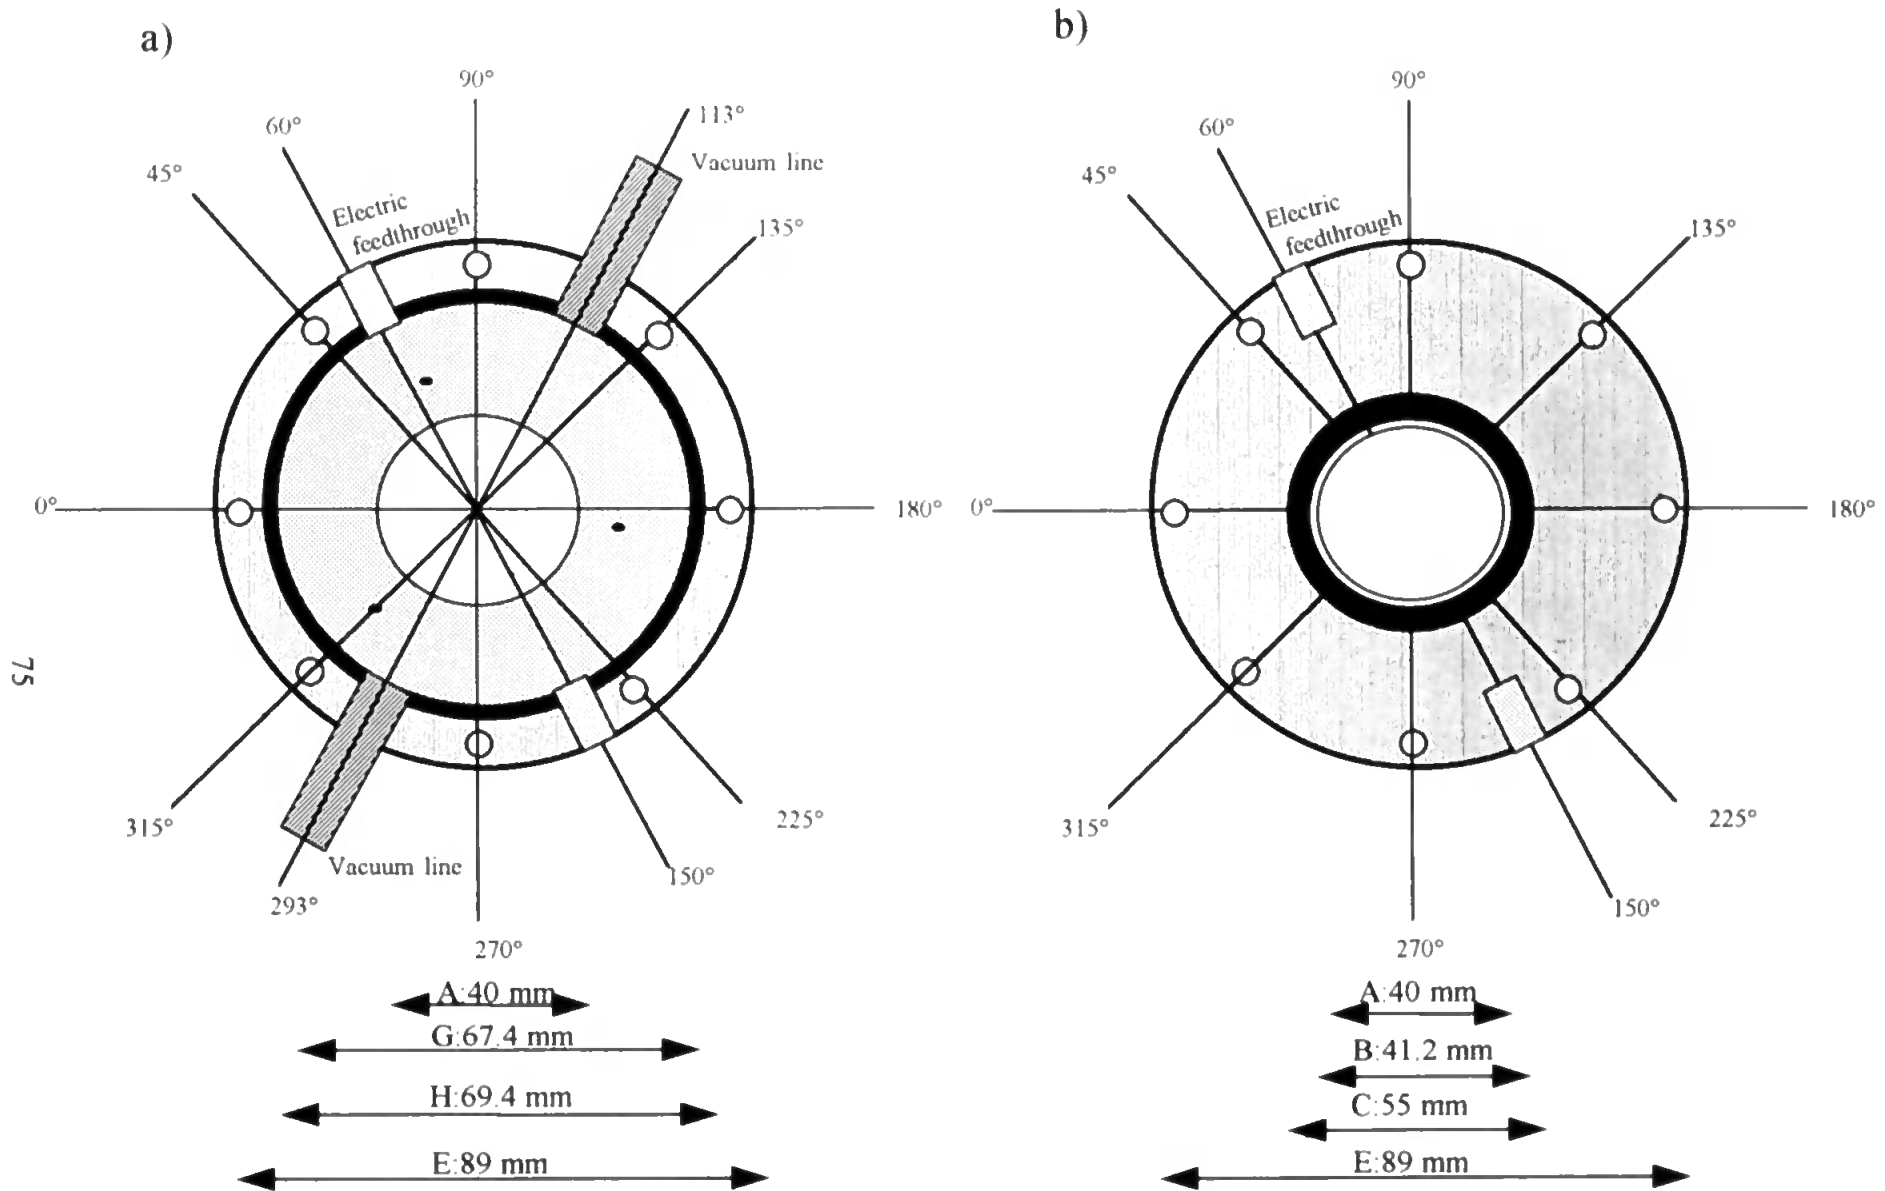 a)
90°
113°
60°
Vacuum line
45°
Electric
feedthrough
135°
0°
180°
315°
225°
Vacuum line
150°
293°
270°
A:40 mm
G:67.4 mm
H:69.4 mm
E:89 mm
b)
90°
60°
45°
Electric
feedthrough
135°
0°
180°
315°
225°
150°
270°
A:40 mm
B:41.2 mm
C:55 mm
E:89 mm
75